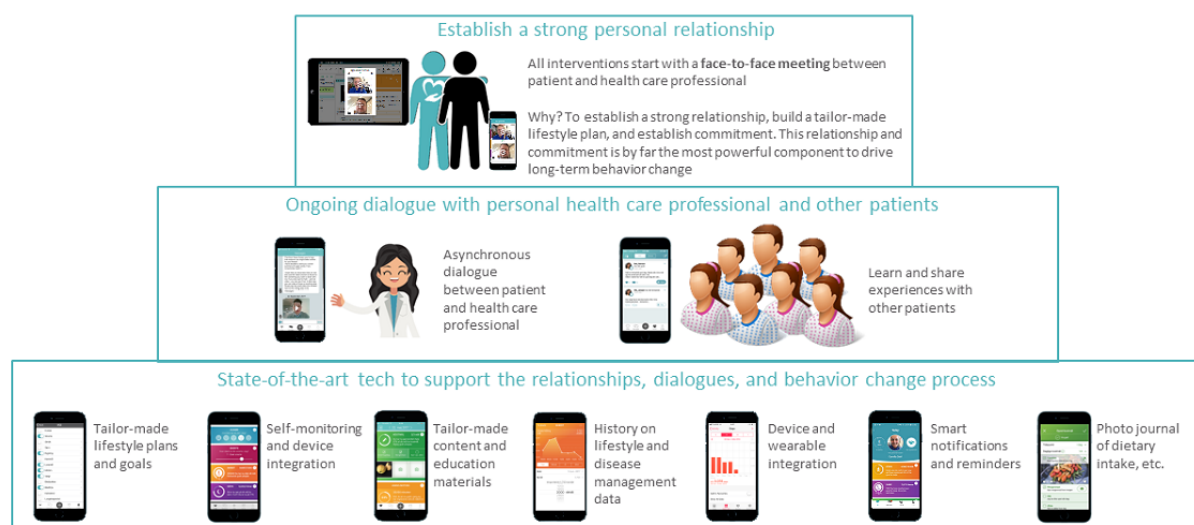 Establish a strong personal relationship
All interventions start with a face-to-face meeting between
patient and health care professional
Why? To establish a strong relationship, build a tailor-made
lifestyle plan, and establish commitment. This relationship and
commitment is by far the most powerful component to drive
long-term behavior change
Ongoing dialogue with personal health care professional and other patients
Asynchronous
dialogue
between patient
and health care
professional
Learn and share
experiences with
other patients
State-of-the-art tech to support the relationships, dialogues, and behavior change process
Tailor-made
lifestyle plans
and goals
Self-monitoring
and device
integration
Tailor-made
content and
education
materials
History on
lifestyle and
disease
management
data
Device and
wearable
integration
Smart
notifications
and reminders
Photo journal
of dietary
intake, etc.